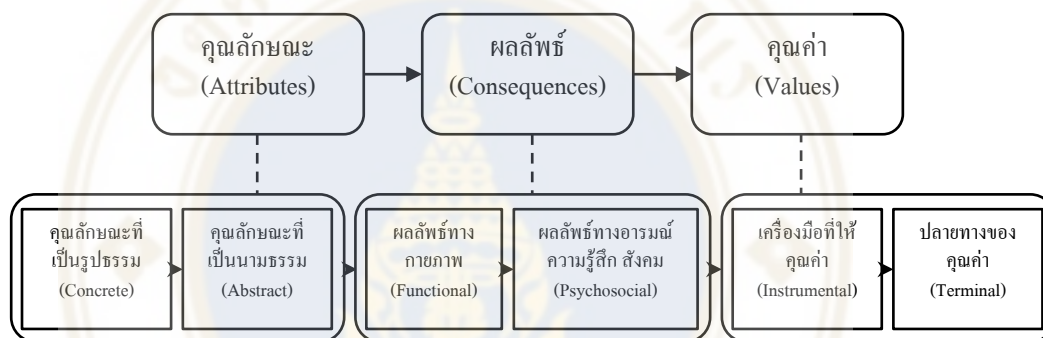 คุณลักษณะ
(Attributes)
ผลลัพธ์
(Consequences)
คุณค่า
(Values)
คุณลักษณะที่
เป็นรูปธรรม
(Concrete)
คุณลักษณะที่
เป็นนามธรรม
(Abstract)
ผลลัพธ์ทาง
กายภาพ
(Functional)
ผลลัพธ์ทางอารมณ์
ความรู้สึก สังคม
(Psychosocial)
เครื่องมือที่ให้
คุณค่า
(Instrumental)
ปลายทางของ
คุณค่า
(Terminal)